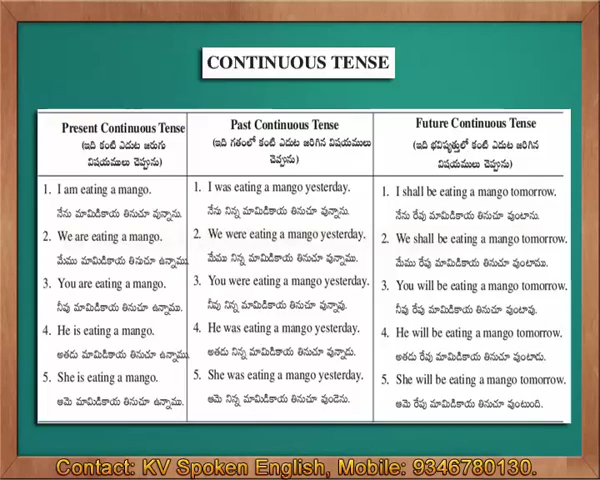 CONTINUOUS TENSE
Present Continuous Tense
(ఇది కంటి ఎదుట జరుగు
విషయములు చెప్పును)
1. I am eating a mango.
నేను మామిడికాయ తినుచూ వున్నాను.
2. We are eating a mango.
మేము మామిడికాయ తినుచూ ఉన్నాము.
3. You are eating a mango.
నీవు మామిడికాయ తినుచూ ఉన్నాము.
4. He is eating a mango.
అతడు మామిడికాయ తినుచూ ఉన్నాము.
5. She is eating a mango.
ఆమె మామిడికాయ తినుచూ ఉన్నాము.
Past Continuous Tense
(ఇది గతంలో కంటి ఎదుట జరిగిన విషయములు
చెప్పును)
1. I was eating a mango yesterday.
నేను నిన్న మామిడికాయ తినుచూ వున్నాను.
2. We were eating a mango yesterday.
మేము నిన్న మామిడికాయ తినుచూ వున్నాము.
3. You were eating a mango yesterday.
నీవు నిన్న మామిడికాయ తినుచూ వున్నావు.
4. He was eating a mango yesterday.
అతడు నిన్న మామిడికాయ తినుచూ వున్నాడు.
5. She was eating a mango yesterday.
ఆమె నిన్న మామిడికాయ తినుచూ వుండెను.
Future Continuous Tense
(ఇది భవిష్యత్తులో కంటి ఎదుట జరిగిన
విషయములు చెప్పును)
1. I shall be eating a mango tomorrow.
నేను రేపు మామిడికాయ తినుచూ వుంటాను.
2. We shall be eating a mango tomorrow.
మేము రేపు మామిడికాయ తినుచూ వుంటాము.
3. You will be eating a mango tomorrow.
నీవు రేపు మామిడికాయ తినుచూ వుంటావు.
4. He will be eating a mango tomorrow.
అతడు రేపు మామిడికాయ తినుచూ వుంటాడు.
5. She will be eating a mango tomorrow.
ఆమె రేపు మామిడికాయ తినుచూ వుంటుంది.
Contact: KV Spoken English, Mobile: 9346780130.